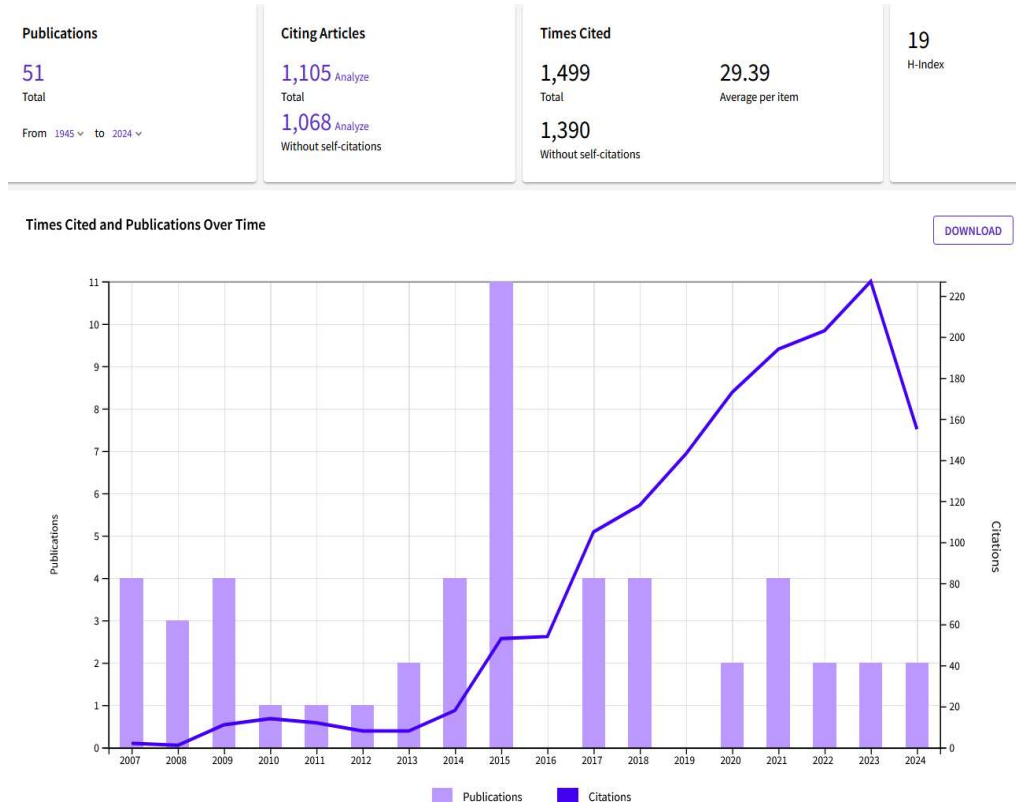 Publications
51
Total
From 1945 to 2024
Citing Articles
1,105 Analyze
Total
1,068 Analyze
Without self-citations
Times Cited
1,499
Total
1,390
Without self-citations
29.39
Average per item
19
H-Index
Times Cited and Publications Over Time
DOWNLOAD
Publications
11
10
9
8
7
6
5
4
3
2
1
0
220
200
180
160
140
120
100
80
60
40
20
0
Citations
2007 2008 2009 2010 2011 2012 2013 2014 2015 2016 2017 2018 2019 2020 2021 2022 2023 2024
Publications Citations